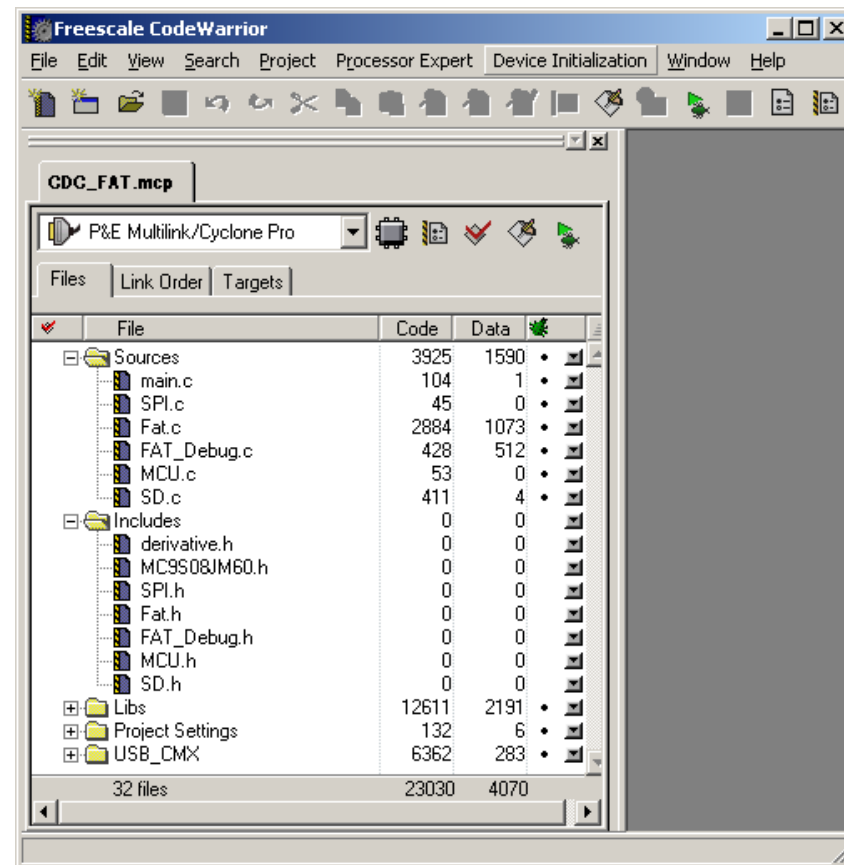 Freescale CodeWarrior
File Edit View Search Project Processor Expert Device Initialization Window Help
CDC_FAT.mcp
P&E Multilink/Cyclone Pro
Files Link Order Targets
File Code Data
Sources 3925 1590
main.c 104 1
SPI.c 45 0
Fat.c 2884 1073
FAT_Debug.c 428 512
MCU.c 53 0
SD.c 411 4
Includes 0 0
derivative.h 0 0
MC9S08JM60.h 0 0
SPI.h 0 0
Fat.h 0 0
FAT_Debug.h 0 0
MCU.h 0 0
SD.h 0 0
Libs 12611 2191
Project Settings 132 6
USB_CMX 6362 283
32 files 23030 4070